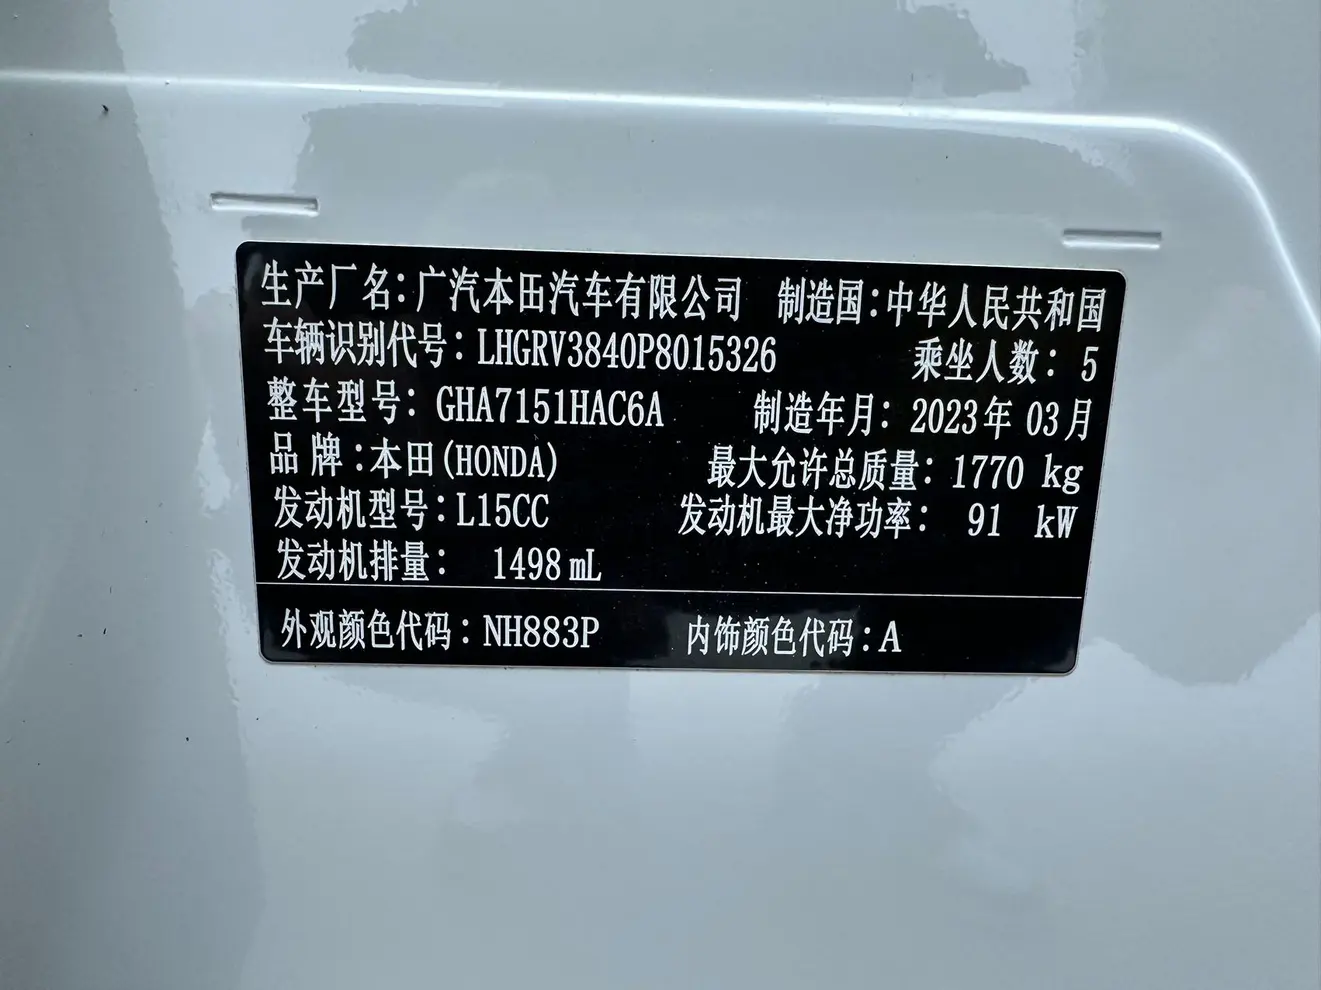 生产厂名:广汽本田汽车有限公司 制造国:中华人民共和国
车辆识别代号:LHGRV3840P8015326 乘坐人数: 5
整车型号: GHA7151HAC6A 制造年月: 2023年 03月
品 牌:本田(HONDA) 最大允许总质量: 1770 kg
发动机型号:L15CC 发动机最大净功率: 91 kW
发动机排量: 1498 mL
外观颜色代码:NH883P 内饰颜色代码:A